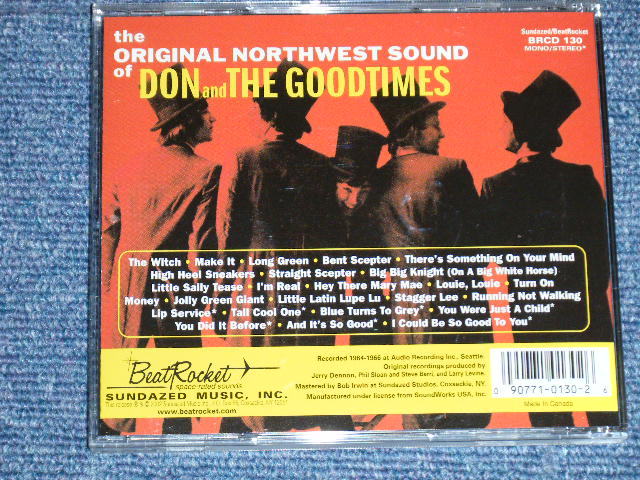 the
ORIGINAL NORTHWEST SOUND
of DON and THE GOODTIMES
Sundazed/BeatRocket
BRCD 130
MONO/STEREO*
The Witch • Make It • Long Green • Bent Scepter • There's Something On Your Mind
High Heel Sneakers • Straight Scepter • Big Big Knight (On A Big White Horse)
Little Sally Tease • I'm Real • Hey There Mary Mae • Louie, Louie • Turn On
Money • Jolly Green Giant • Little Latin Lupe Lu • Stagger Lee • Running Not Walking
Lip Service* • Tall Cool One* • Blue Turns To Grey* • You Were Just A Child*
You Did It Before* • And It's So Good* • I Could Be So Good To You*
BeatRocket
space-fulled sounds
SUNDAZED MUSIC, INC.
www.beatrocket.com
Recorded 1964-1966 at Audio Recording Inc., Seattle.
Original recordings produced by
Jerry Dennon, Phil Sloan and Steve Barri, and Larry Levine.
Mastered by Bob Irwin at Sundazed Studios, Coxsackie, NY.
Manufactured under license from SoundWorks USA, Inc.
0 90771-0130-2 6
Made In Canada